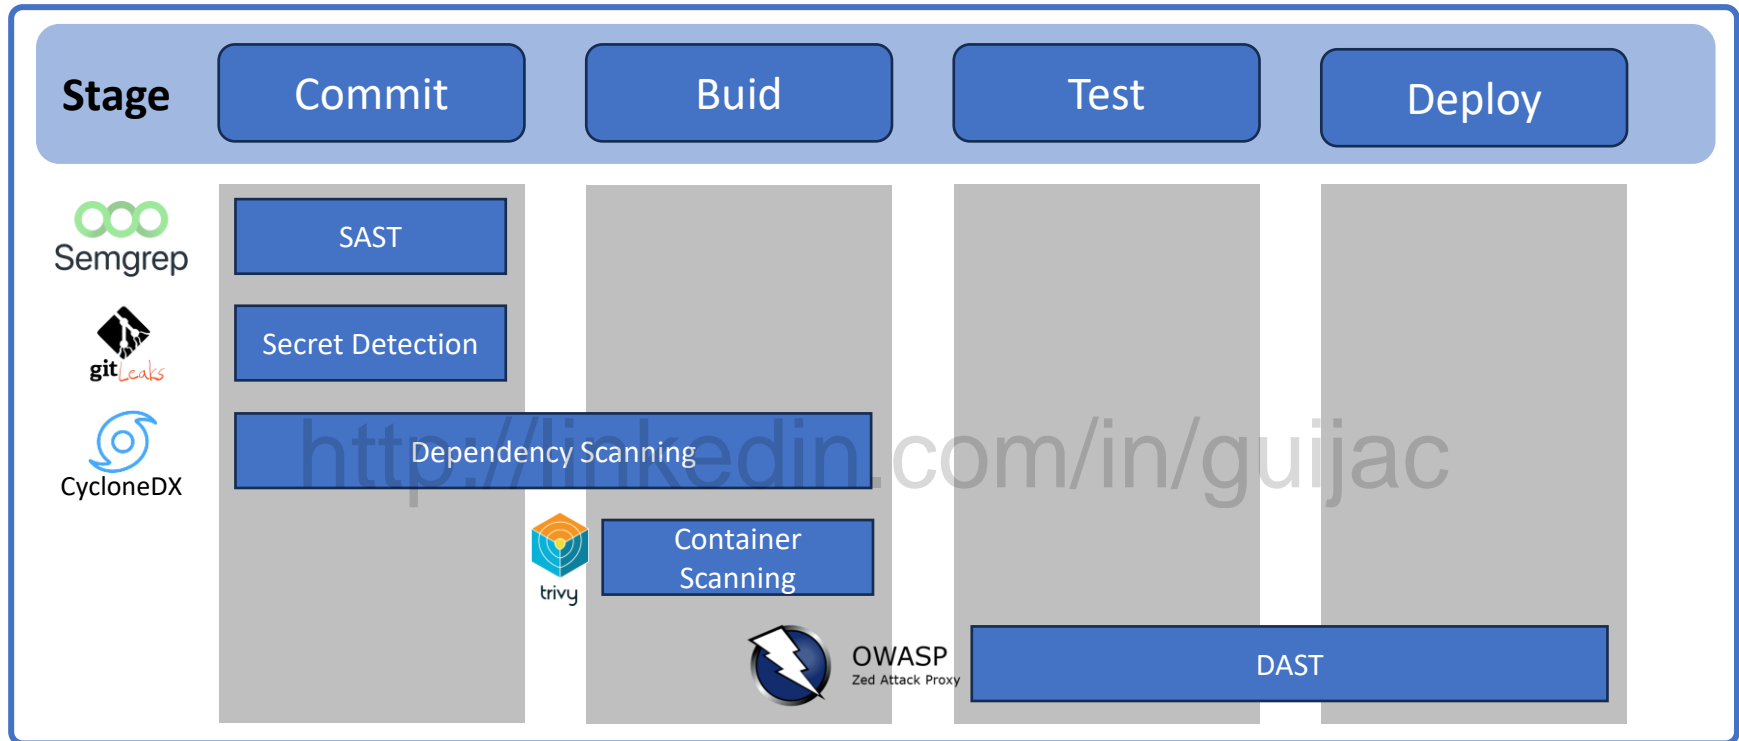 Stage
Commit
Buid
Test
Deploy
Semgrep
SAST
gitLeaks
Secret Detection
CycloneDX
Dependency Scanning
http://linkedin.com/in/guijac
trivy
Container
Scanning
OWASP
Zed Attack Proxy
DAST